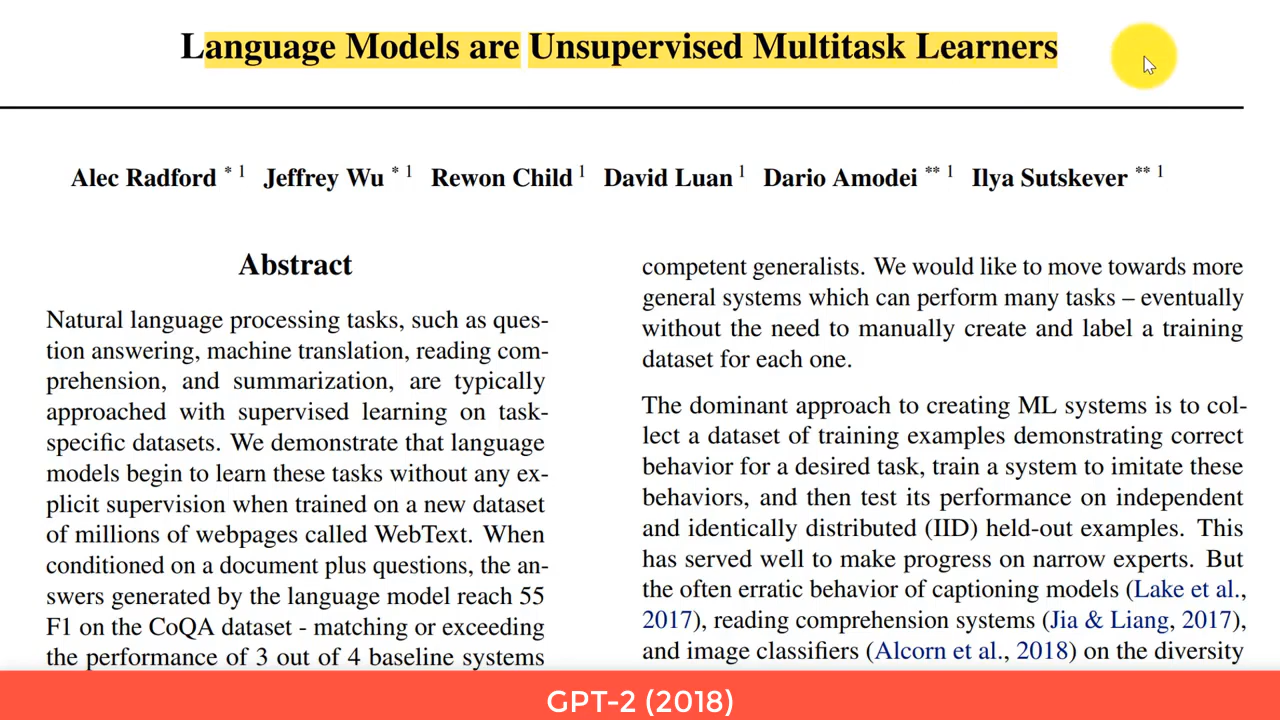 Language Models are Unsupervised Multitask Learners
Alec Radford * 1 Jeffrey Wu * 1 Rewon Child 1 David Luan 1 Dario Amodei ** 1 Ilya Sutskever ** 1
Abstract
Natural language processing tasks, such as ques-
tion answering, machine translation, reading com-
prehension, and summarization, are typically
approached with supervised learning on task-
specific datasets. We demonstrate that language
models begin to learn these tasks without any ex-
plicit supervision when trained on a new dataset
of millions of webpages called WebText. When
conditioned on a document plus questions, the an-
swers generated by the language model reach 55
F1 on the CoQA dataset - matching or exceeding
the performance of 3 out of 4 baseline systems
competent generalists. We would like to move towards more
general systems which can perform many tasks – eventually
without the need to manually create and label a training
dataset for each one.
The dominant approach to creating ML systems is to col-
lect a dataset of training examples demonstrating correct
behavior for a desired task, train a system to imitate these
behaviors, and then test its performance on independent
and identically distributed (IID) held-out examples. This
has served well to make progress on narrow experts. But
the often erratic behavior of captioning models (Lake et al.,
2017), reading comprehension systems (Jia & Liang, 2017),
and image classifiers (Alcorn et al., 2018) on the diversity
GPT-2 (2018)